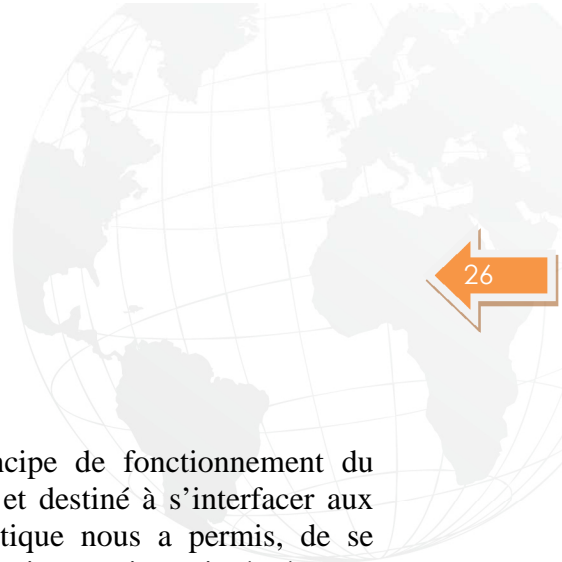 26
ncipe de fonctionnement du
et destiné à s’interfacer aux
tique nous a permis, de se